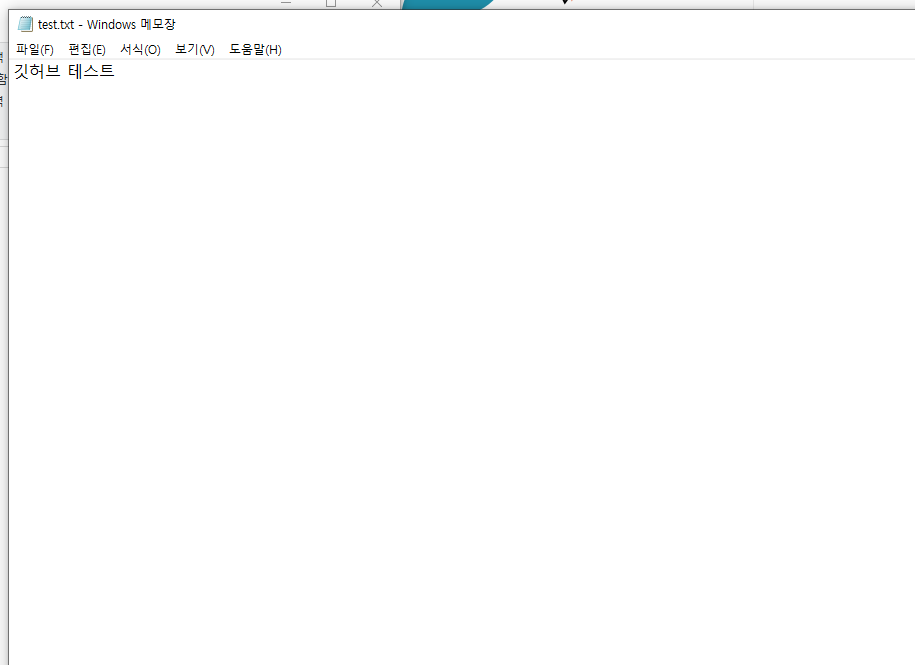 test.txt - Windows 메모장
파일(F) 편집(E) 서식(O) 보기(V) 도움말(H)
깃허브 테스트